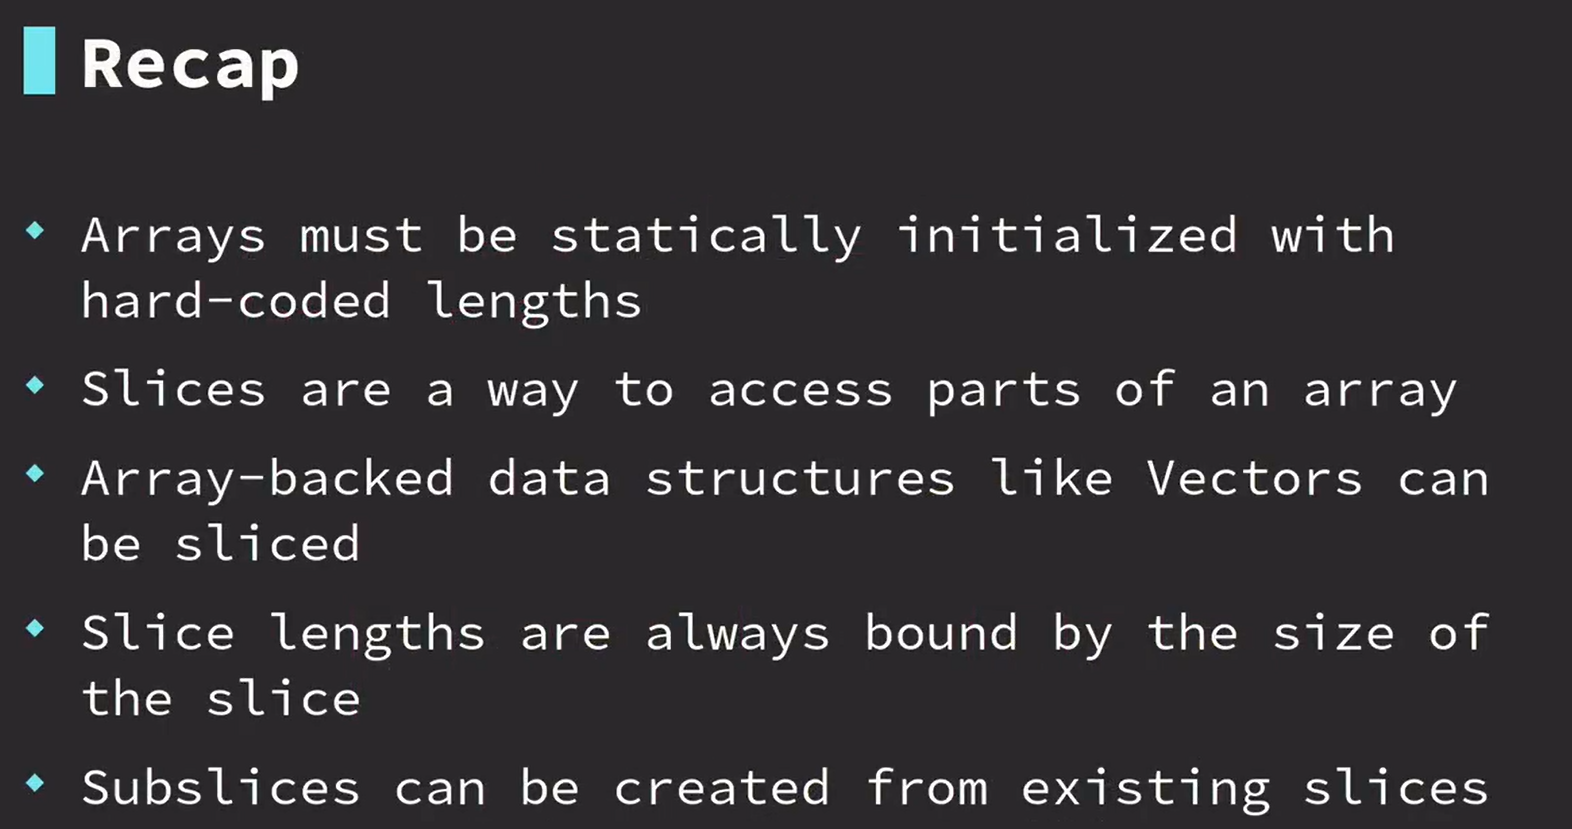 Recap
Arrays must be statically initialized with
hard-coded lengths
Slices are a way to access parts of an array
Array-backed data structures like Vectors can
be sliced
Slice lengths are always bound by the size of
the slice
Subslices can be created from existing slices